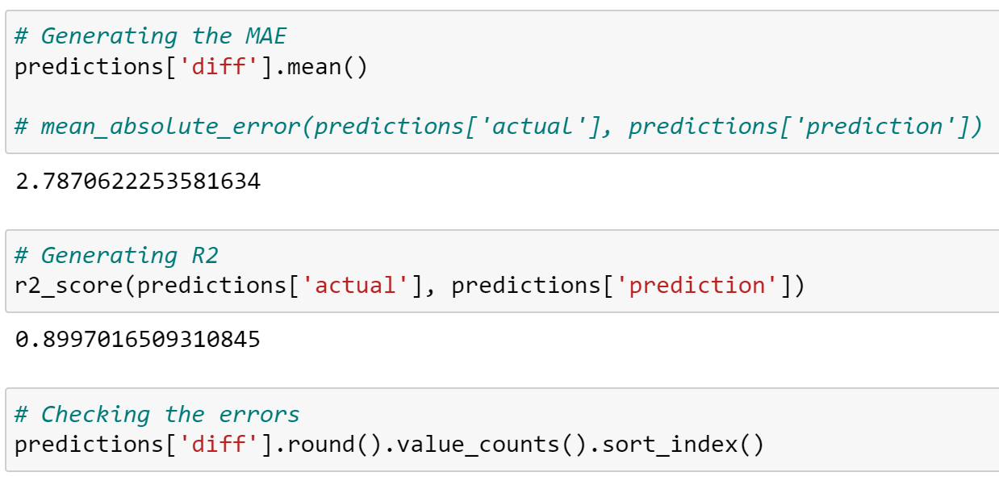 # Generating the MAE
predictions['diff'].mean()
# mean_absolute_error(predictions['actual'], predictions['prediction'])
2.7870622253581634
# Generating R2
r2_score(predictions['actual'], predictions['prediction'])
0.8997016509310845
# Checking the errors
predictions['diff'].round().value_counts().sort_index()